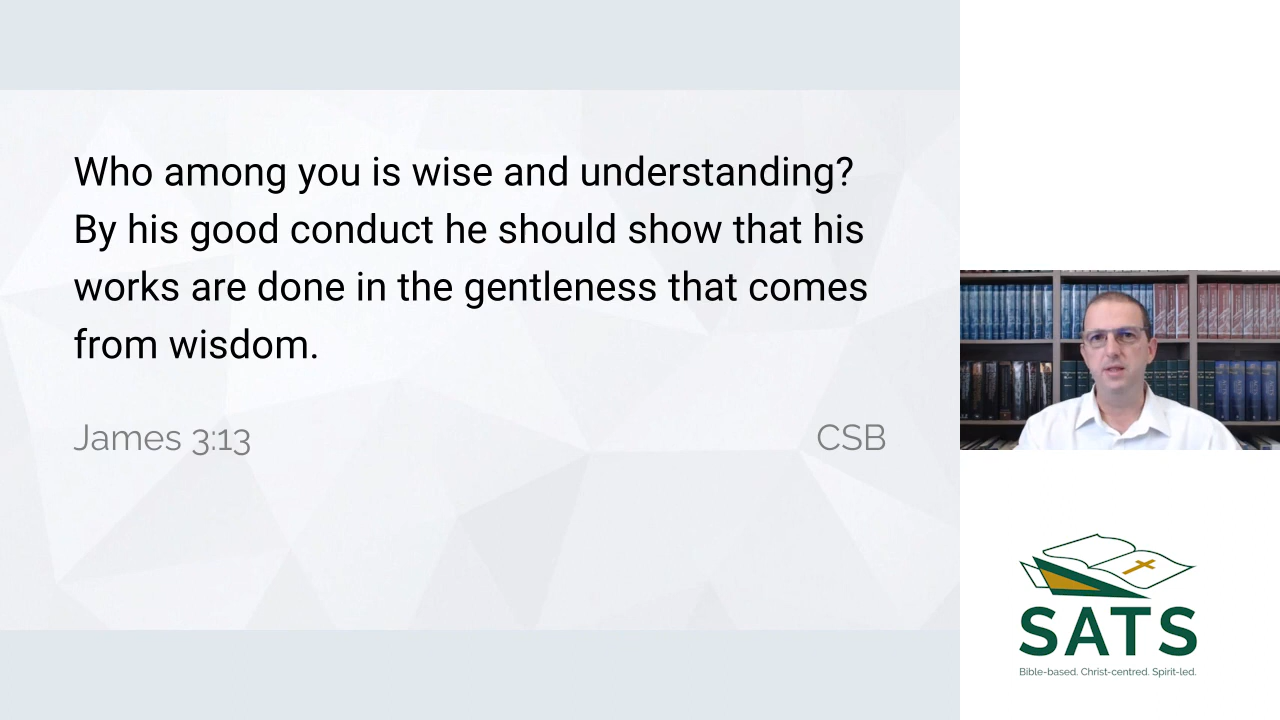 Who among you is wise and understanding?
By his good conduct he should show that his
works are done in the gentleness that comes
from wisdom.
James 3:13 CSB
SATS
Bible-based. Christ-centred. Spirit-led.